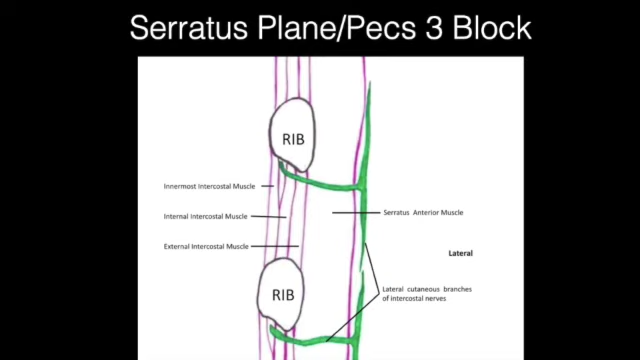 Serratus Plane/Pecs 3 Block
RIB
Innermost Intercostal Muscle
Internal Intercostal Muscle
Serratus Anterior Muscle
External Intercostal Muscle
Lateral
RIB
Lateral cutaneous branches
of intercostal nerves